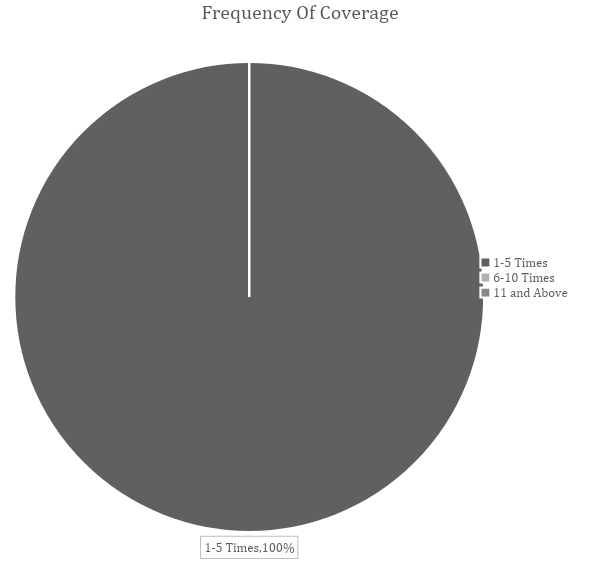 Frequency Of Coverage
1-5 Times
6-10 Times
11 and Above
1-5 Times,100%